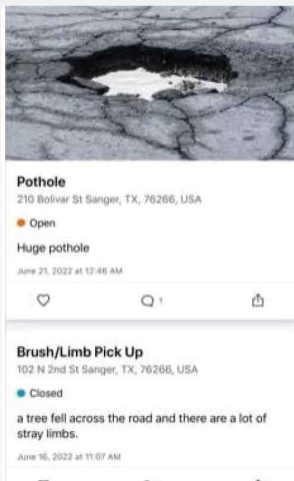 Pothole
210 Bolivar St Sanger, TX, 76266, USA
Open
Huge pothole
June 21, 2022 at 12:46 AM
1
Brush/Limb Pick Up
102 N 2nd St Sanger, TX, 76266, USA
Closed
a tree fell across the road and there are a lot of
stray limbs.
June 16, 2022 at 11:07 AM